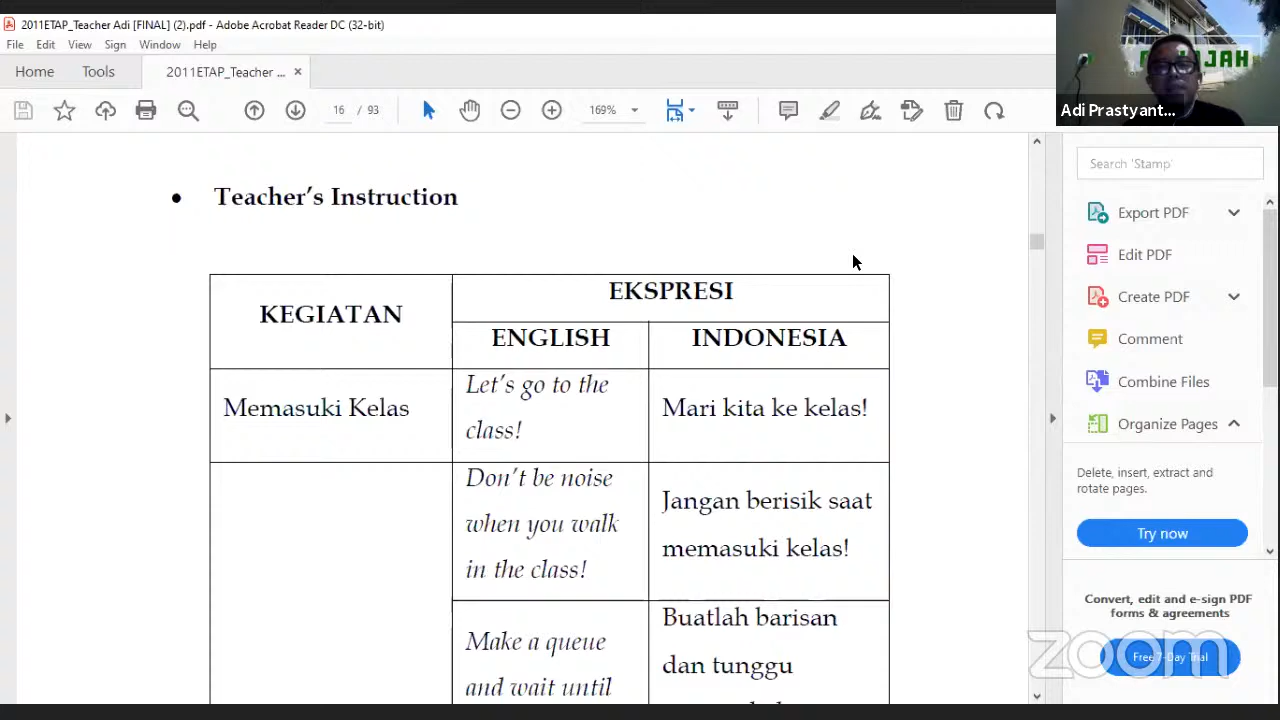 2011ETAP_Teacher Adi [FINAL] (2).pdf - Adobe Acrobat Reader DC (32-bit)
File Edit View Sign Window Help
Home Tools 2011ETAP_Teacher ... ×
16 / 93 169%
Adi Prastyant...
Search 'Stamp'
Export PDF
Edit PDF
Create PDF
Comment
Combine Files
Organize Pages
Delete, insert, extract and
rotate pages.
Try now
Convert, edit and e-sign PDF
forms & agreements
Free 7-Day Trial
zoom
• Teacher's Instruction
KEGIATAN
EKSPRESI
ENGLISH INDONESIA
Memasuki Kelas
Let's go to the
class!
Mari kita ke kelas!
Don't be noise
when you walk
in the class!
Jangan berisik saat
memasuki kelas!
Make a queue
and wait until
Buatlah barisan
dan tunggu